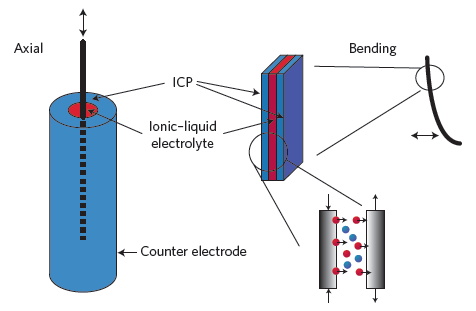 Axial
Bending
ICP
Ionic–liquid
electrolyte
Counter electrode